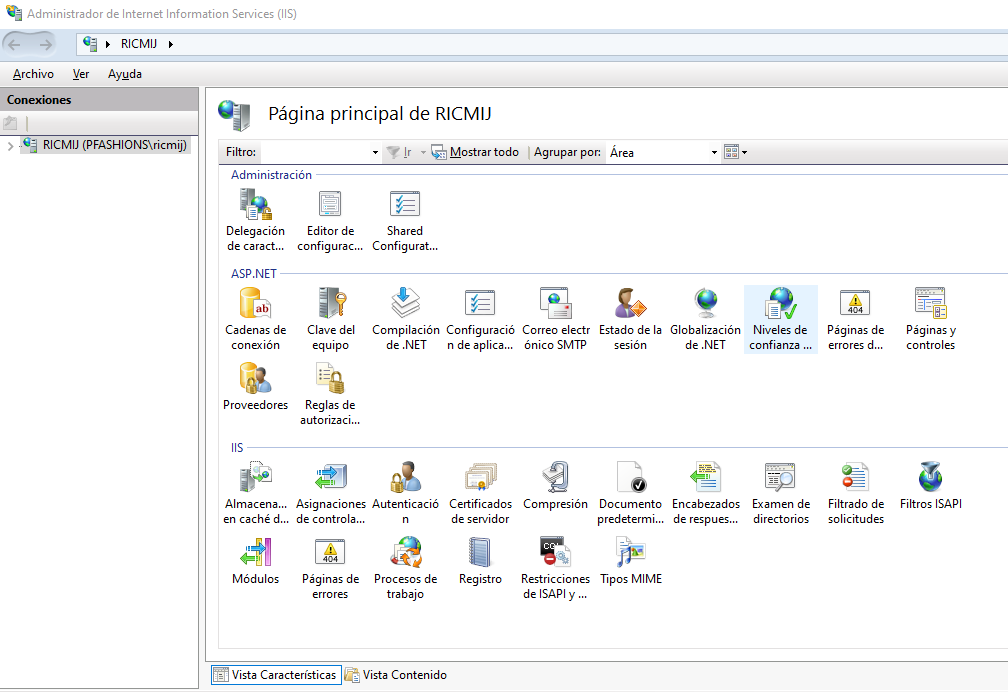 Administrador de Internet Information Services (IIS)
RICMIJ
Archivo Ver Ayuda
Conexiones
RICMIJ (PFASHIONS\ricmij)
Página principal de RICMIJ
Filtro: Ir Mostrar todo Agrupar por: Área
Administración
Delegación Editor de Shared
de caract... configurac... Configurat...
ASP.NET
Cadenas de Clave del Compilación Configuració Correo electr Estado de la Globalización Niveles de Páginas de Páginas y
conexión equipo de .NET n de aplica... ónico SMTP sesión de .NET confianza ... errores d... controles
Proveedores Reglas de
autorizaci...
IIS
Almacena... Asignaciones Autenticació Certificados Compresión Documento Encabezados Examen de Filtrado de Filtros ISAPI
en caché d... de controla... n de servidor predetermi... de respues... directorios solicitudes
Módulos Páginas de Procesos de Registro Restricciones Tipos MIME
errores trabajo de ISAPI y ...
Vista Características Vista Contenido